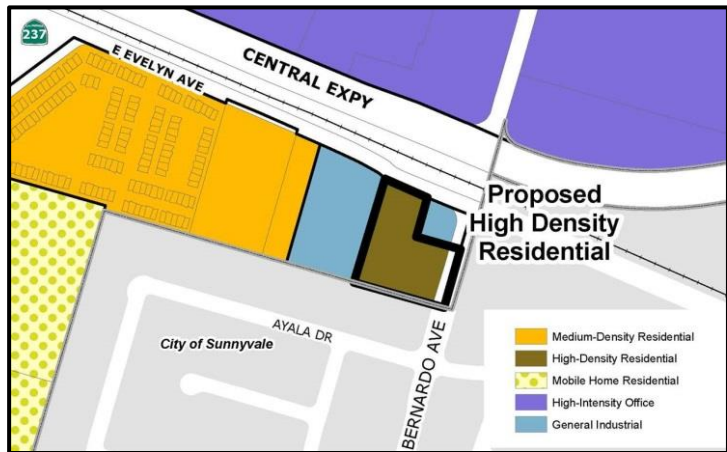 237
E EVELYN AVE
CENTRAL EXPY
Proposed
High Density
Residential
AYALA DR
City of Sunnyvale
BERNARDO AVE
Medium-Density Residential
High-Density Residential
Mobile Home Residential
High-Intensity Office
General Industrial